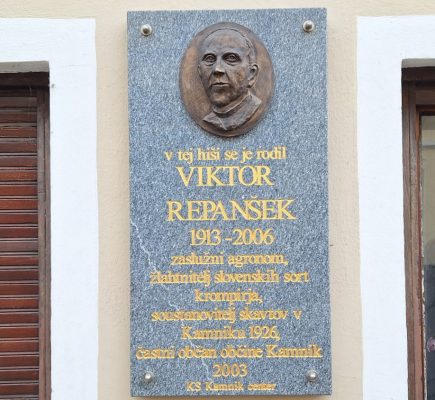 v tej hiši se je rodil
VIKTOR
REPANŠEK
1913 - 2006
zaslužni agronom,
žlahtnitelj slovenskih sort
krompirja,
soustanovitelj skavtov v
Kamniku 1926,
častni občan občine Kamnik
2003
KS Kamnik center